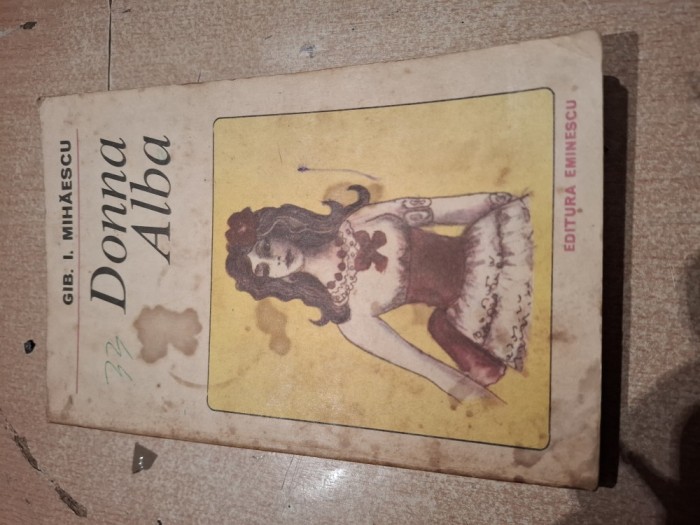 GIB. I. MIHĂESCU
Donna
Alba
33
EDITURA EMINESCU